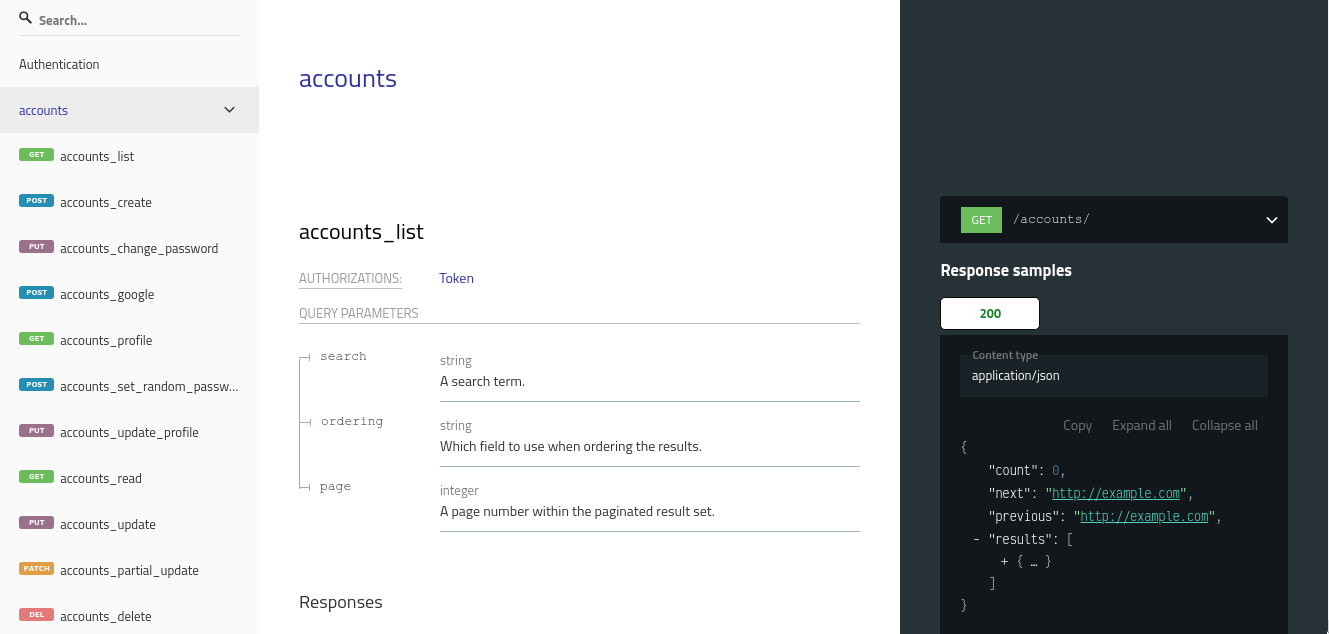 Search...
Authentication
accounts
GET accounts_list
POST accounts_create
PUT accounts_change_password
POST accounts_google
GET accounts_profile
POST accounts_set_random_passw...
PUT accounts_update_profile
GET accounts_read
PUT accounts_update
PATCH accounts_partial_update
DEL accounts_delete
accounts
accounts_list
AUTHORIZATIONS: Token
QUERY PARAMETERS
search string
A search term.
ordering string
Which field to use when ordering the results.
page integer
A page number within the paginated result set.
Responses
GET /accounts/
Response samples
200
Content type
application/json
Copy Expand all Collapse all
{
"count": 0,
"next": "http://example.com",
"previous": "http://example.com",
- "results": [
+ { … }
]
}